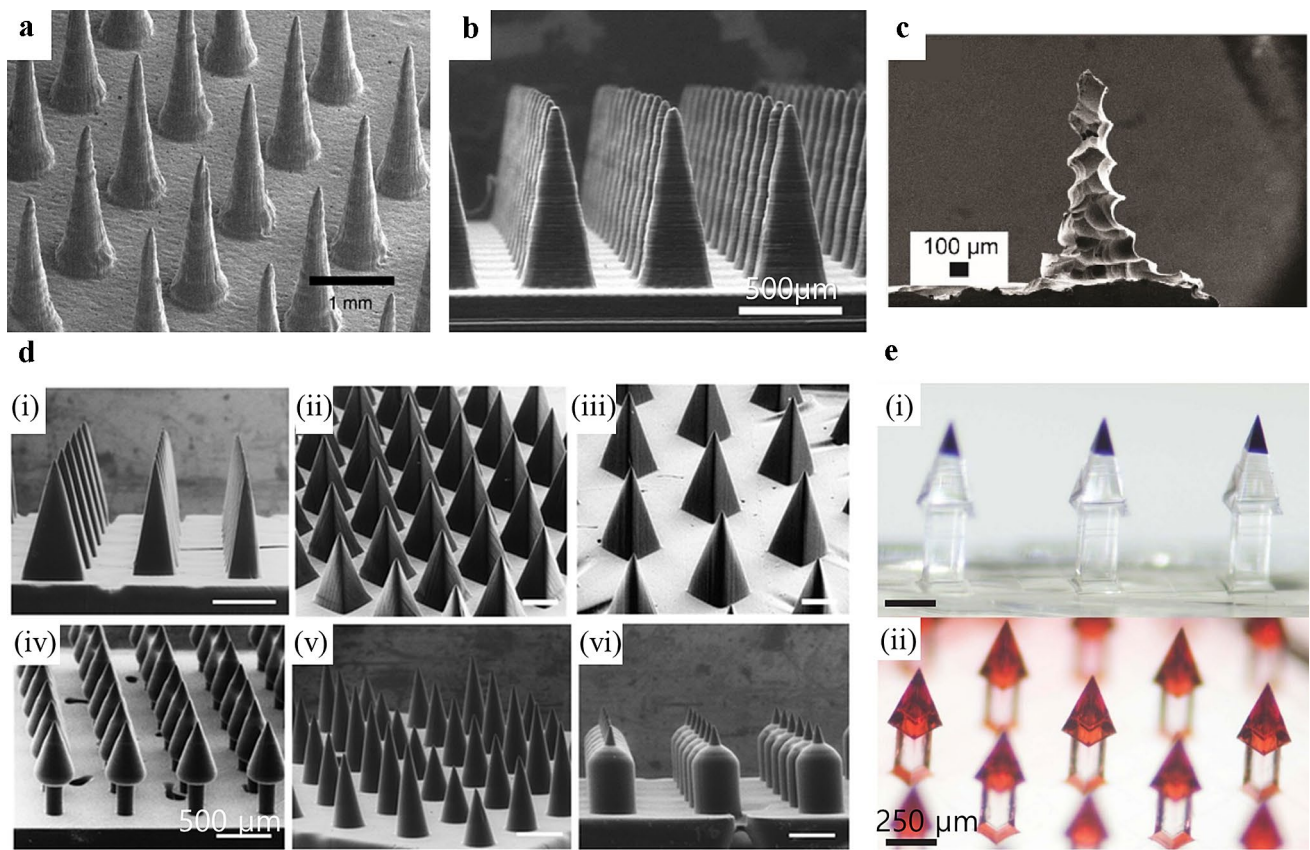 a
b
c
1 mm
500μm
100 μm
d
e
(i)
(ii)
(iii)
(i)
(iv)
(v)
(vi)
(ii)
500 μm
250 μm